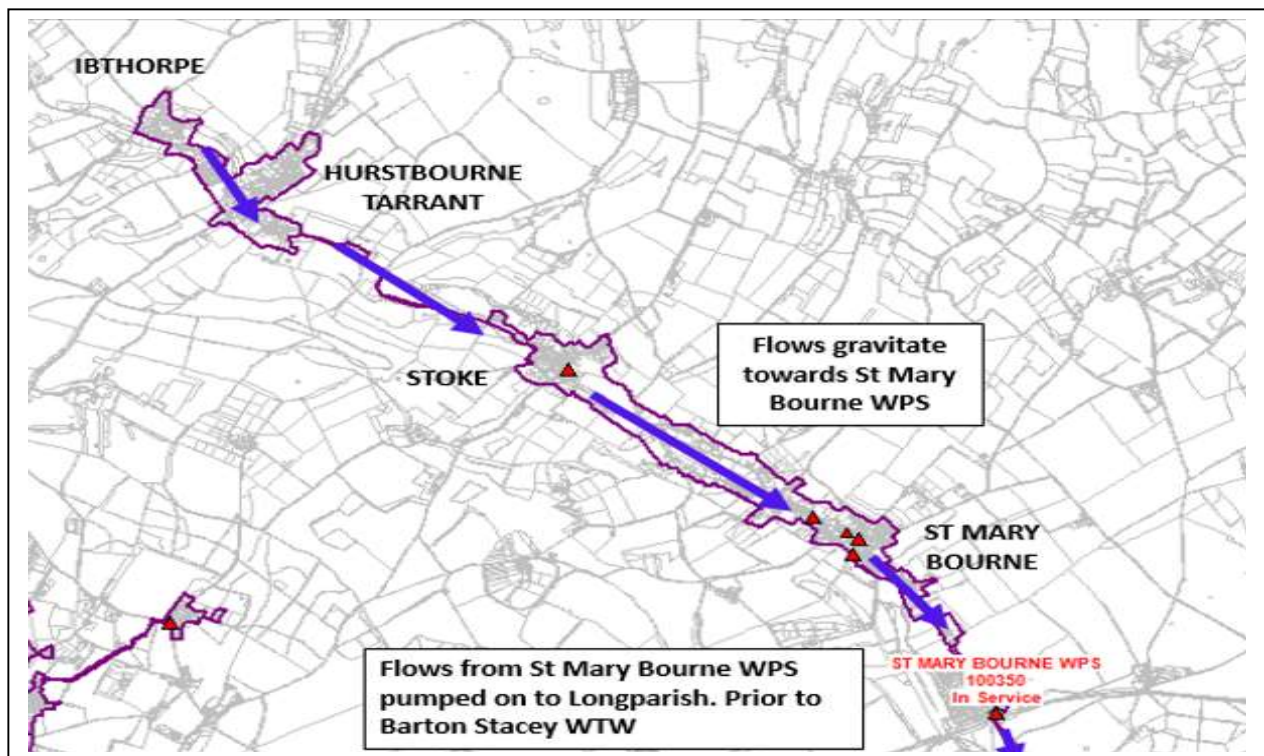 IBTHORPE
HURSTBOURNE
TARRANT
STOKE
Flows gravitate
towards St Mary
Bourne WPS
ST MARY
BOURNE
ST MARY BOURNE WPS
100350
In Service
Flows from St Mary Bourne WPS
pumped on to Longparish. Prior to
Barton Stacey WTW